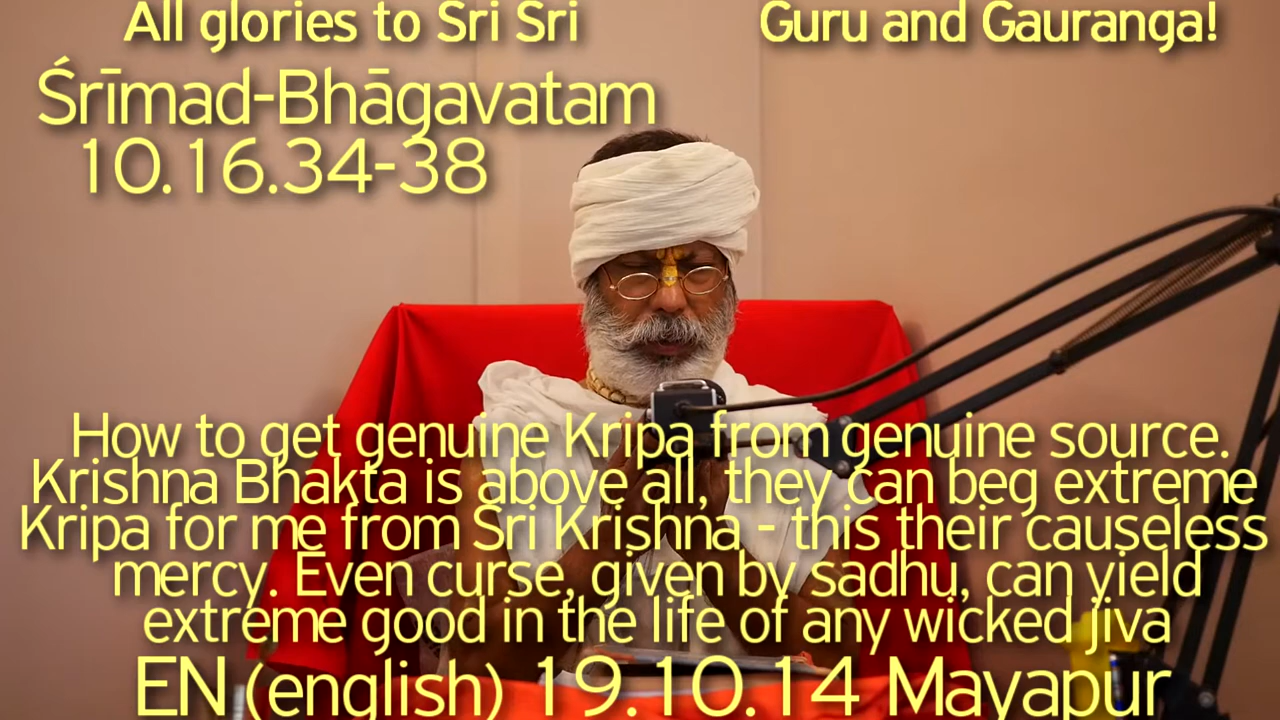 All glories to Sri Sri Guru and Gauranga!
Śrīmad-Bhāgavatam
10.16.34-38
How to get genuine Kripa from genuine source.
Krishna Bhakta is above all, they can beg extreme
Kripa for me from Sri Krishna - this their causeless
mercy. Even curse, given by sadhu, can yield
extreme good in the life of any wicked jiva
EN (english) 19.10.14 Mayapur